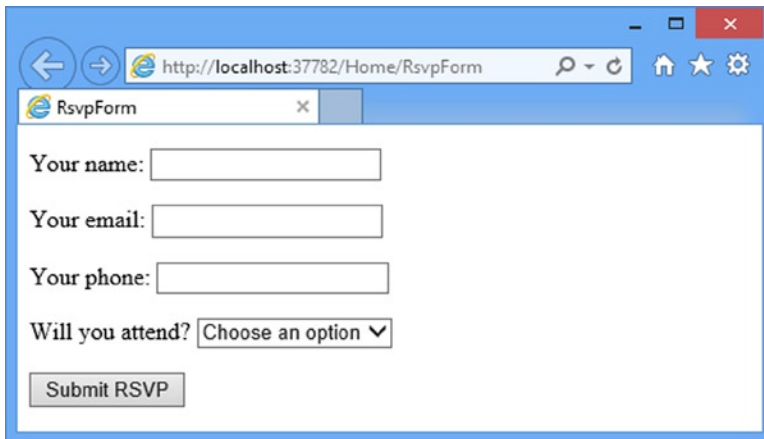 http://localhost:37782/Home/RsvpForm
RsvpForm
Your name:
Your email:
Your phone:
Will you attend? Choose an option
Submit RSVP